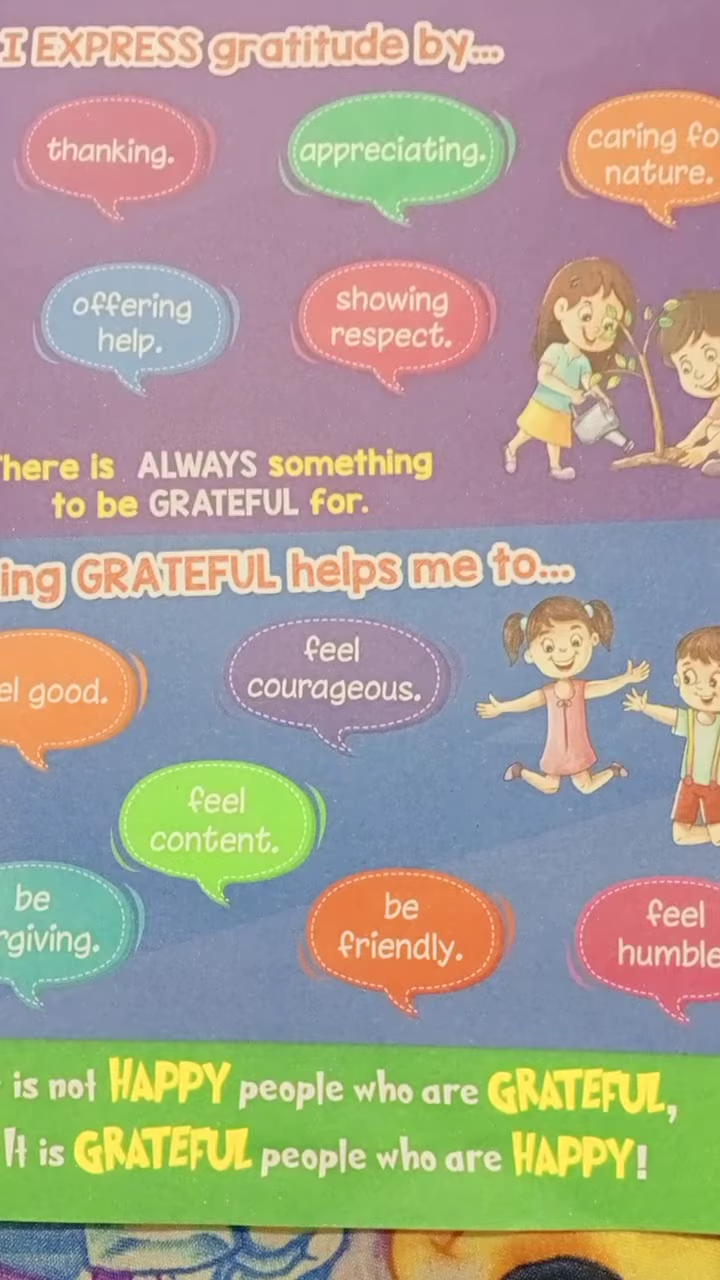 I EXPRESS gratitude by...
thanking.
appreciating.
caring fo
nature.
offering
help.
showing
respect.
here is ALWAYS something
to be GRATEFUL for.
ing GRATEFUL helps me to...
el good.
feel
courageous.
feel
content.
be
rgiving.
be
friendly.
feel
humble
is not HAPPY people who are GRATEFUL,
It is GRATEFUL people who are HAPPY!